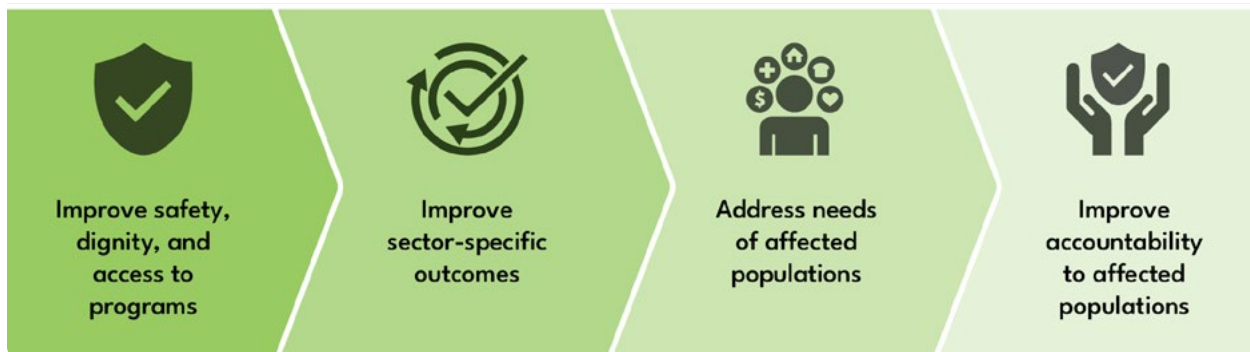 Improve safety,
dignity, and
access to
programs
Improve
sector-specific
outcomes
$
Address needs
of affected
populations
Improve
accountability
to affected
populations